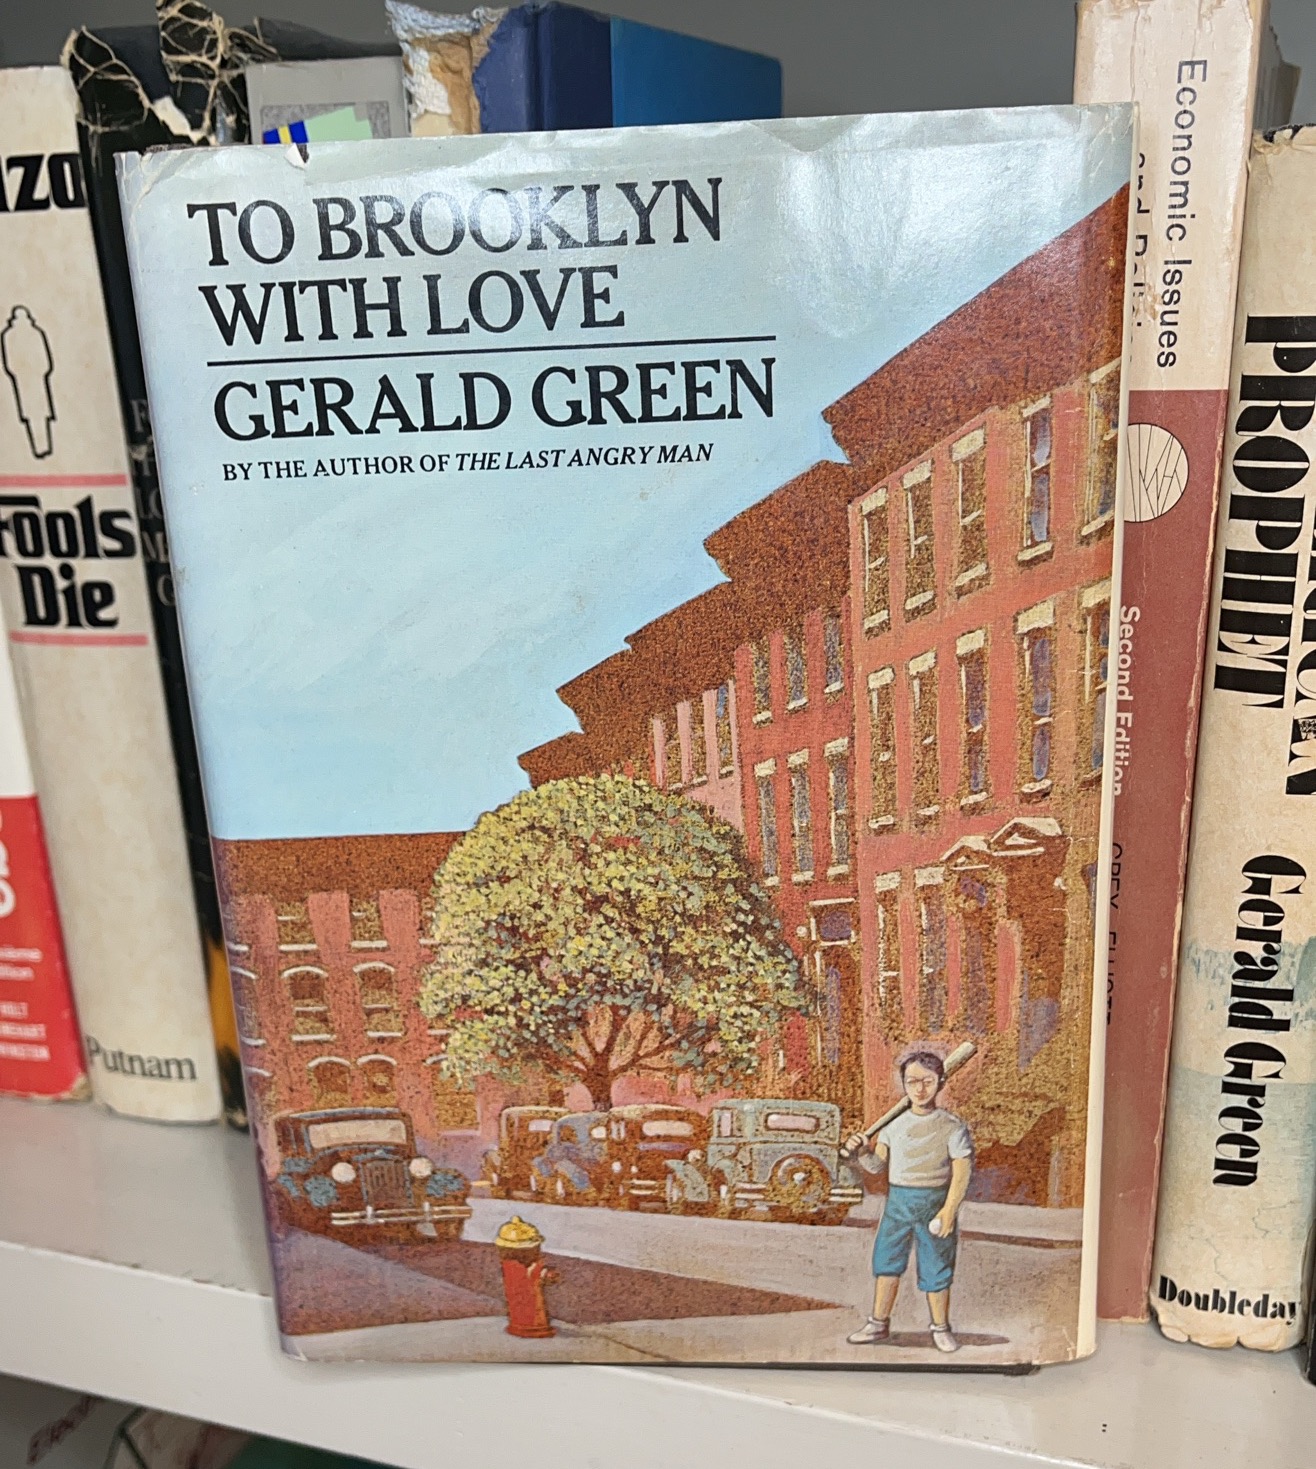 TO BROOKLYN
WITH LOVE
GERALD GREEN
BY THE AUTHOR OF THE LAST ANGRY MAN
Fools
Die
Putnam
Economic Issues
Second Edition
PROPHET
Gerald Green
Doubleday